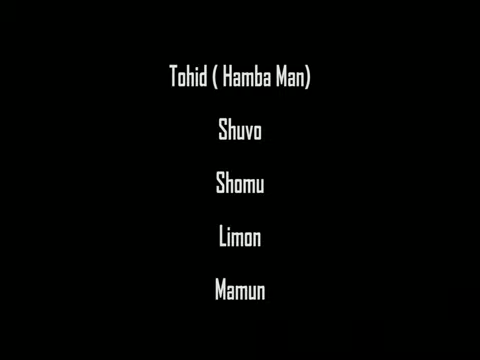 Tohid ( Hamba Man)
Shuvo
Shomu
Limon
Mamun